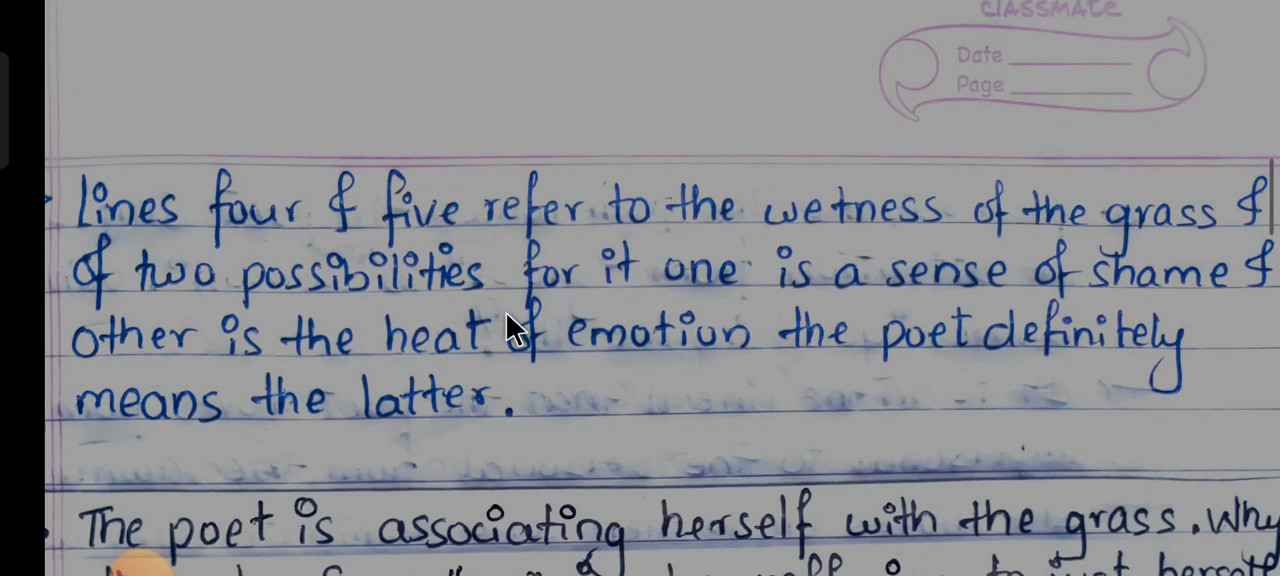 classmate
Date
Page
Lines four & five refer to the wetness of the grass &
of two possibilities for it one is a sense of shame &
other is the heat of emotion the poet definitely
means the latter.
The poet is associating herself with the grass. Why